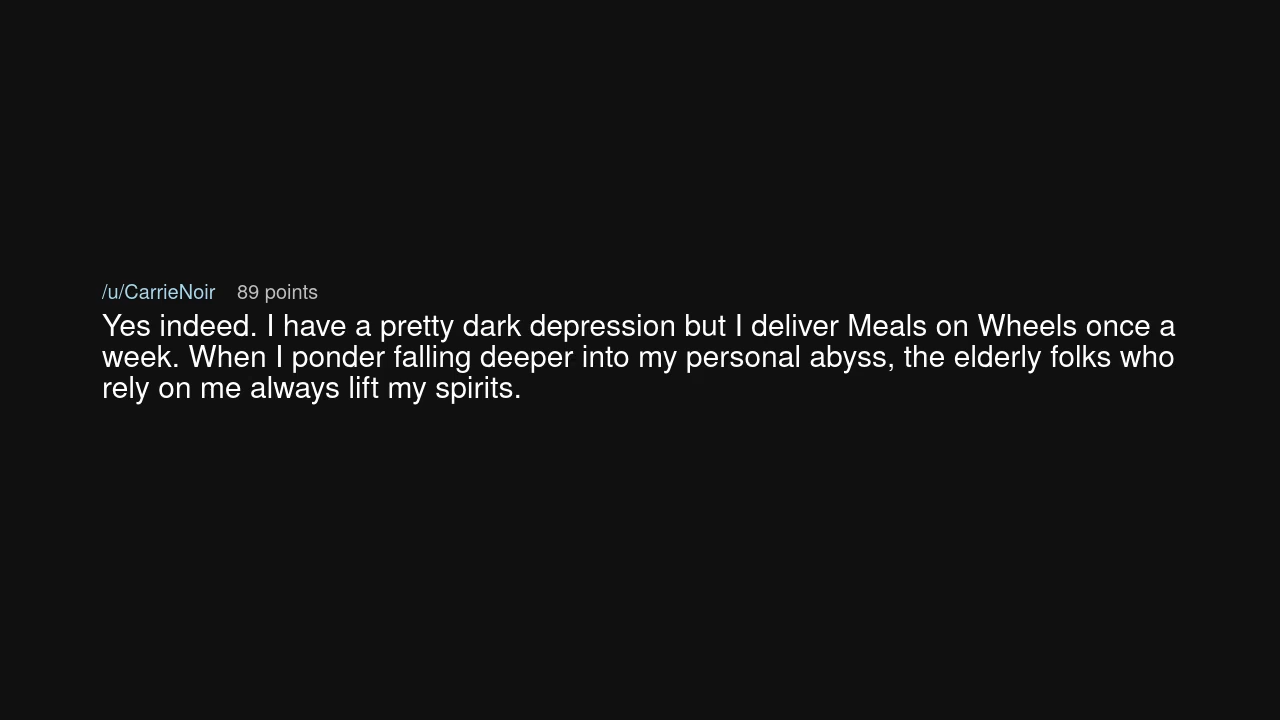 /u/CarrieNoir 89 points
Yes indeed. I have a pretty dark depression but I deliver Meals on Wheels once a
week. When I ponder falling deeper into my personal abyss, the elderly folks who
rely on me always lift my spirits.